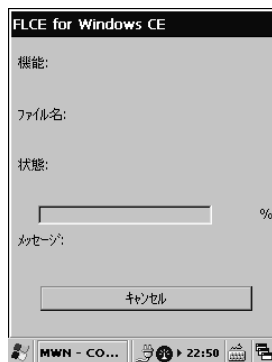 FLCE for Windows CE
機能:
ﾌｧｲﾙ名:
状態:
%
ﾒｯｾｰｼﾞ:
ｷｬﾝｾﾙ
MWN - CO... 22:50